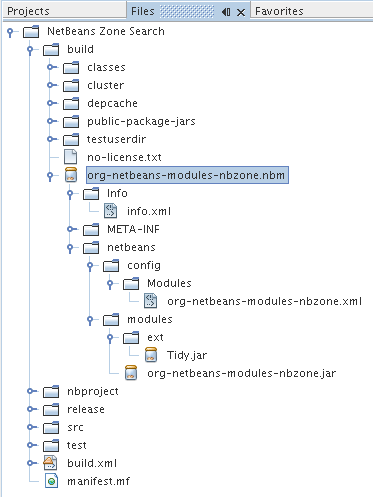 Projects
Files
Favorites
NetBeans Zone Search
build
classes
cluster
depcache
public-package-jars
testuserdir
no-license.txt
org-netbeans-modules-nbzone.nbm
Info
info.xml
META-INF
netbeans
config
Modules
org-netbeans-modules-nbzone.xml
modules
ext
Tidy.jar
org-netbeans-modules-nbzone.jar
nbproject
release
src
test
build.xml
manifest.mf